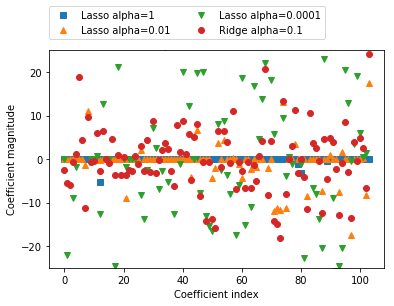 Lasso alpha=1
Lasso alpha=0.01
Lasso alpha=0.0001
Ridge alpha=0.1
Coefficient magnitude
20
10
0
−10
−20
0
20
40
60
80
100
Coefficient index